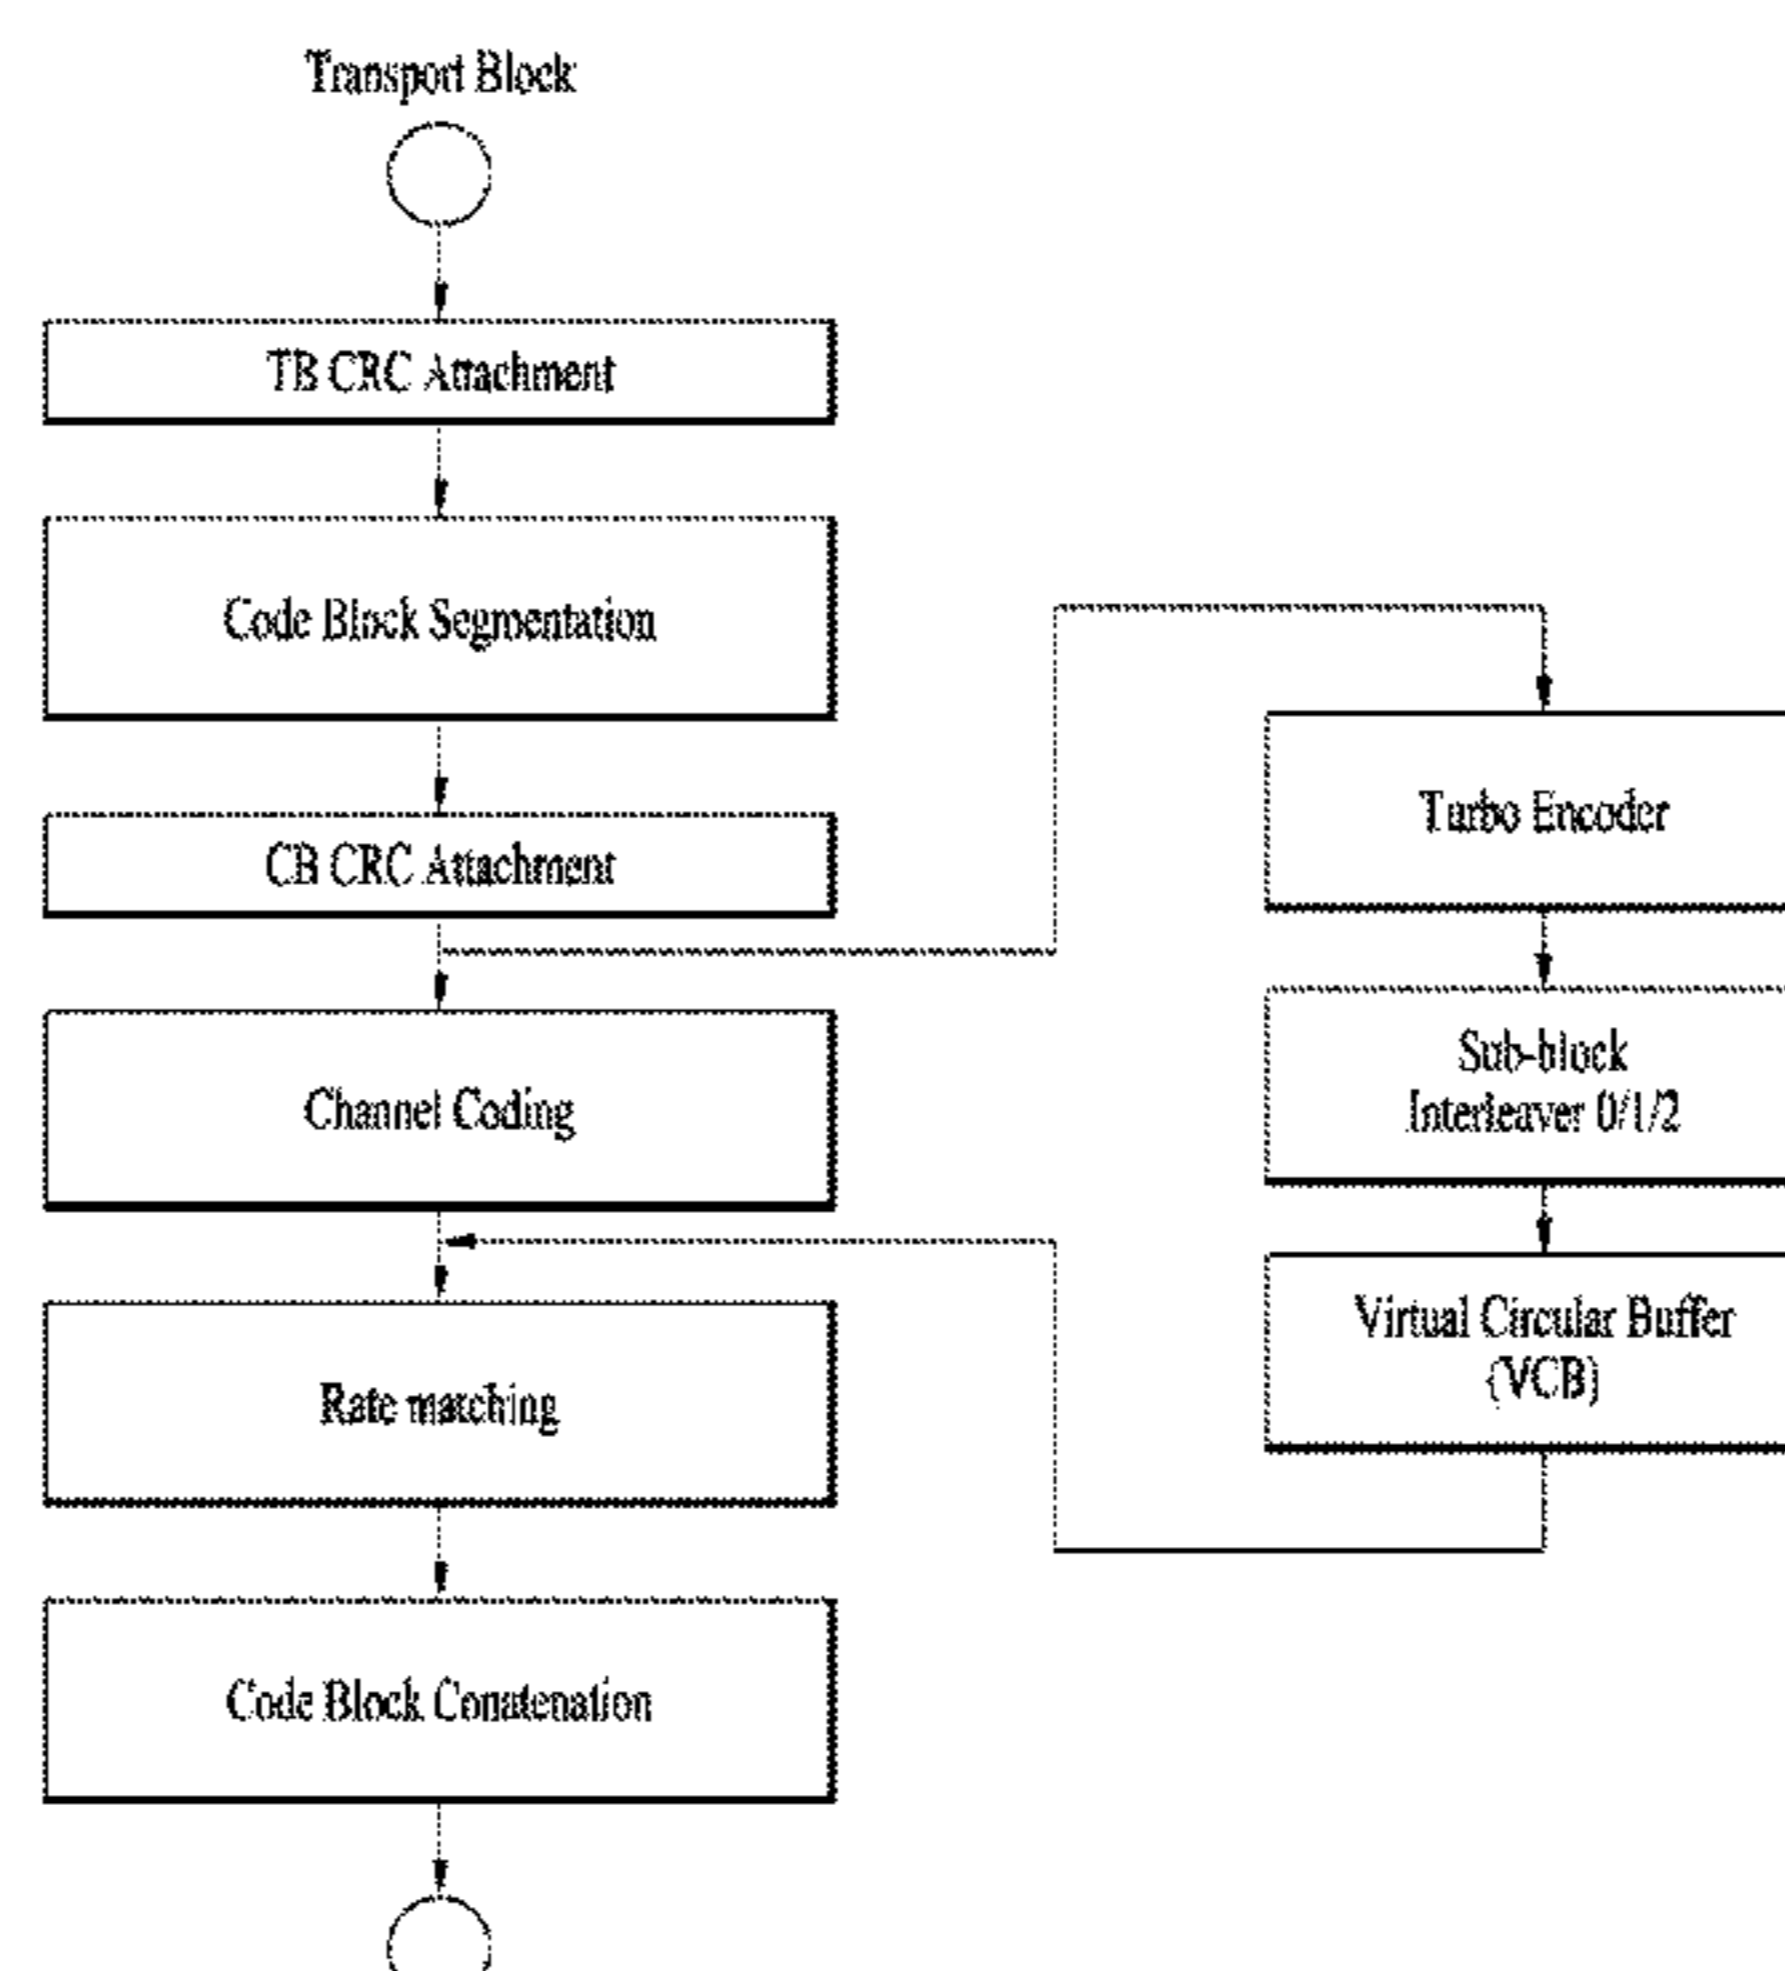 Transport Block
TB CRC Attachment
Code Block Segmentation
CB CRC Attachment
Channel Coding
Rate matching
Code Block Conatenation
Turbo Encoder
Sub-block
Interleaver 0/1/2
Virtual Circular Buffer
(VCB)